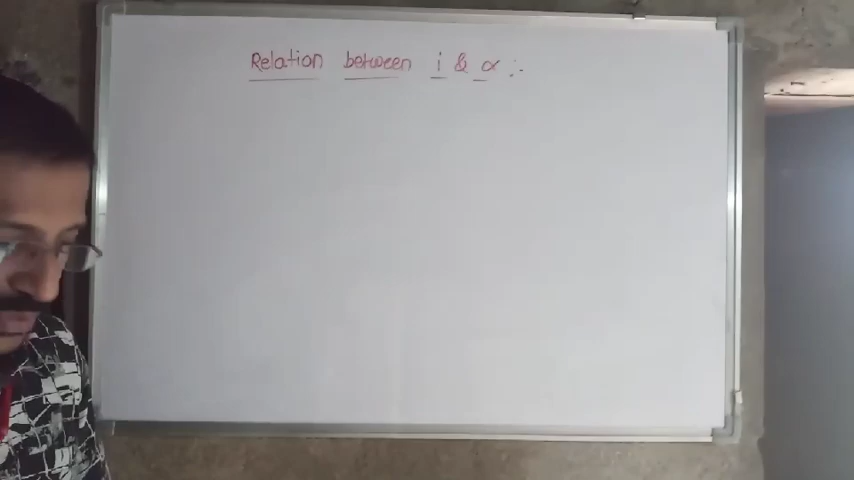 Relation between i & α :-